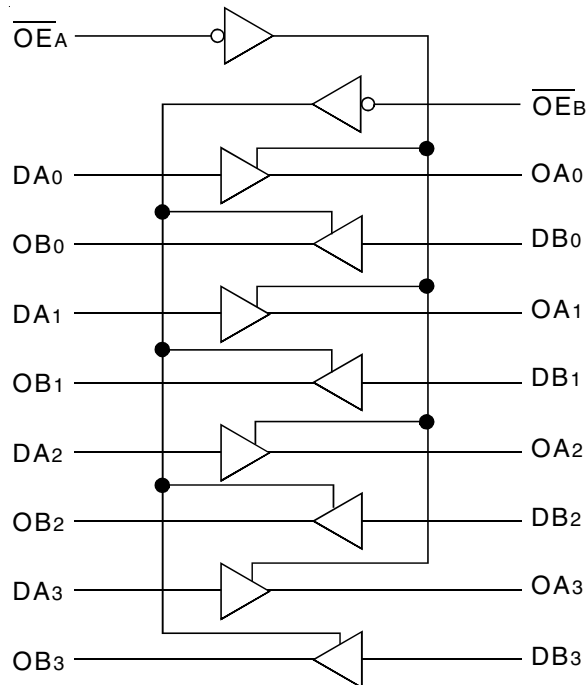 OEA
OEB
DA0 OA0
OB0 DB0
DA1 OA1
OB1 DB1
DA2 OA2
OB2 DB2
DA3 OA3
OB3 DB3